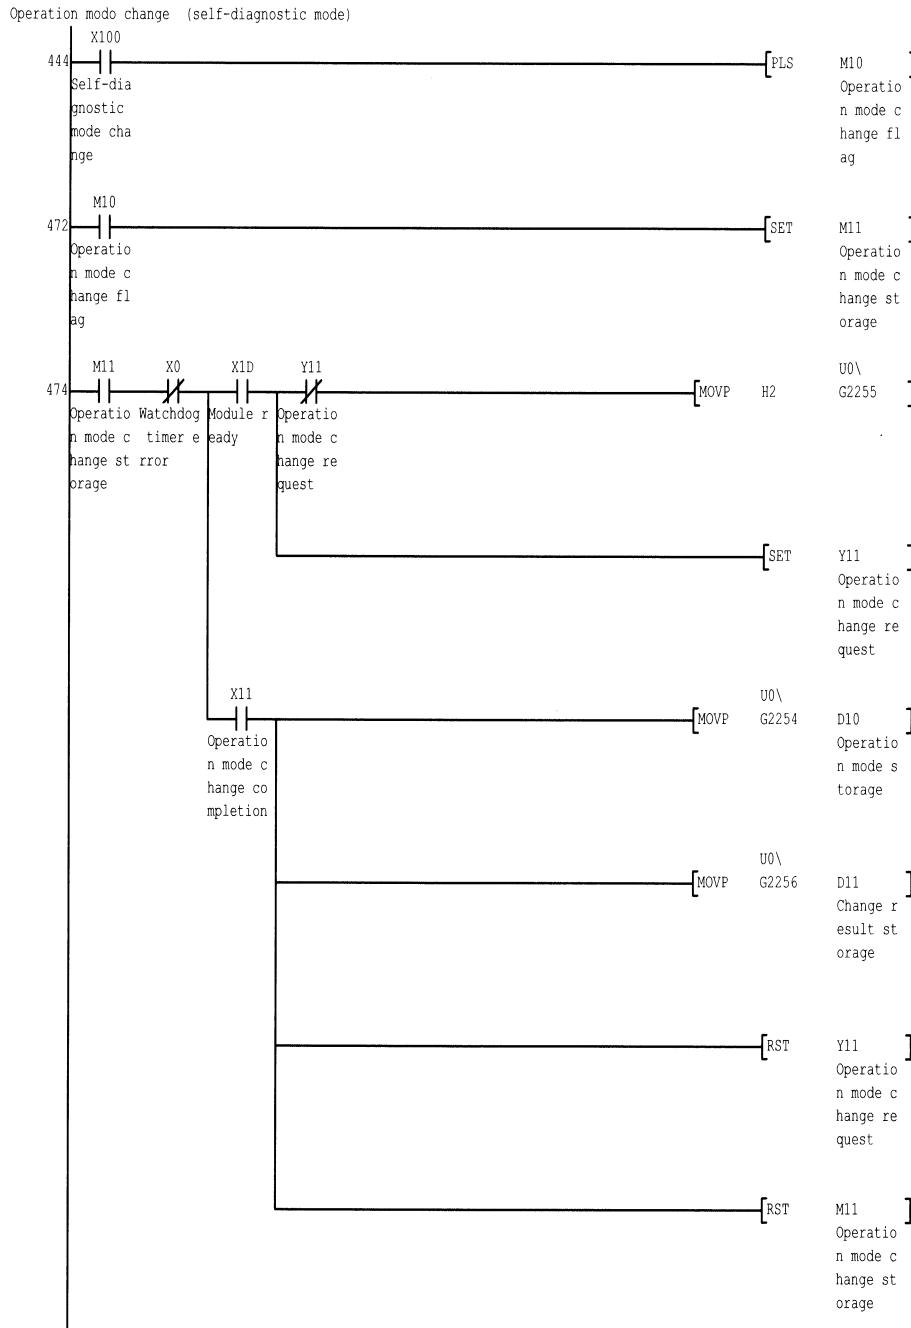 Operation modo change (self-diagnostic mode)
X100
444
[PLS M10 ]
Self-dia
gnostic
mode cha
nge
Operatio
n mode c
hange fl
ag
M10
472
[SET M11 ]
Operatio
n mode c
hange fl
ag
Operatio
n mode c
hange st
orage
M11 X0 X1D Y11 U0\
474
[MOVP H2 G2255 ]
Operatio Watchdog Module r Operatio
n mode c timer e eady n mode c
hange st rror hange re
orage quest
[SET Y11 ]
Operatio
n mode c
hange re
quest
X11 U0\
[MOVP G2254 D10 ]
Operatio
n mode c
hange co
mpletion
Operatio
n mode s
torage
U0\
[MOVP G2256 D11 ]
Change r
esult st
orage
[RST Y11 ]
Operatio
n mode c
hange re
quest
[RST M11 ]
Operatio
n mode c
hange st
orage